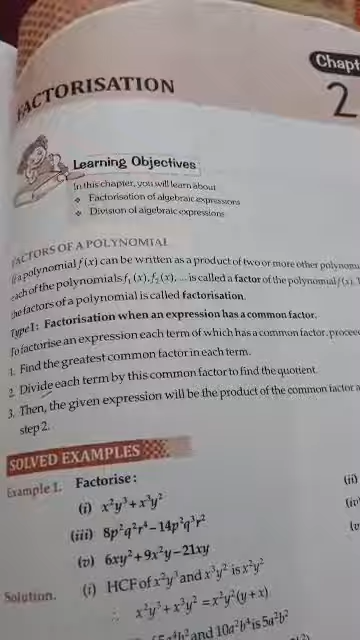 Chapt
2
FACTORISATION
Learning Objectives
In this chapter, you will learn about
❖ Factorisation of algebraic expressions
❖ Division of algebraic expressions
FACTORS OF A POLYNOMIAL
If a polynomial f(x) can be written as a product of two or more other polynomi
each of the polynomials f₁(x), f₂(x), ... is called a factor of the polynomial f(x).
the factors of a polynomial is called factorisation.
Type I: Factorisation when an expression has a common factor.
To factorise an expression each term of which has a common factor, procee
1. Find the greatest common factor in each term.
2. Divide each term by this common factor to find the quotient.
3. Then, the given expression will be the product of the common factor a
step 2.
SOLVED EXAMPLES
Example 1. Factorise :
(i) x²y³ + x³y² (ii)
(iii) 8p²q²r⁴ − 14p²q³r² (iv
(v) 6xy² + 9x²y − 21xy (v
Solution. (i) HCF of x²y³ and x³y² is x²y²
∴ x²y³ + x³y² = x²y²(y + x)
and 10a²b⁴ is 5a²b²